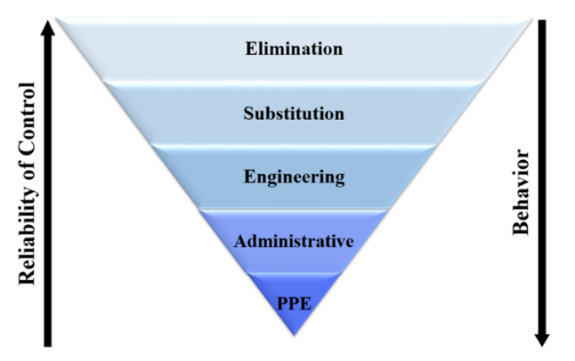 Reliability of Control
Elimination
Substitution
Engineering
Administrative
PPE
Behavior